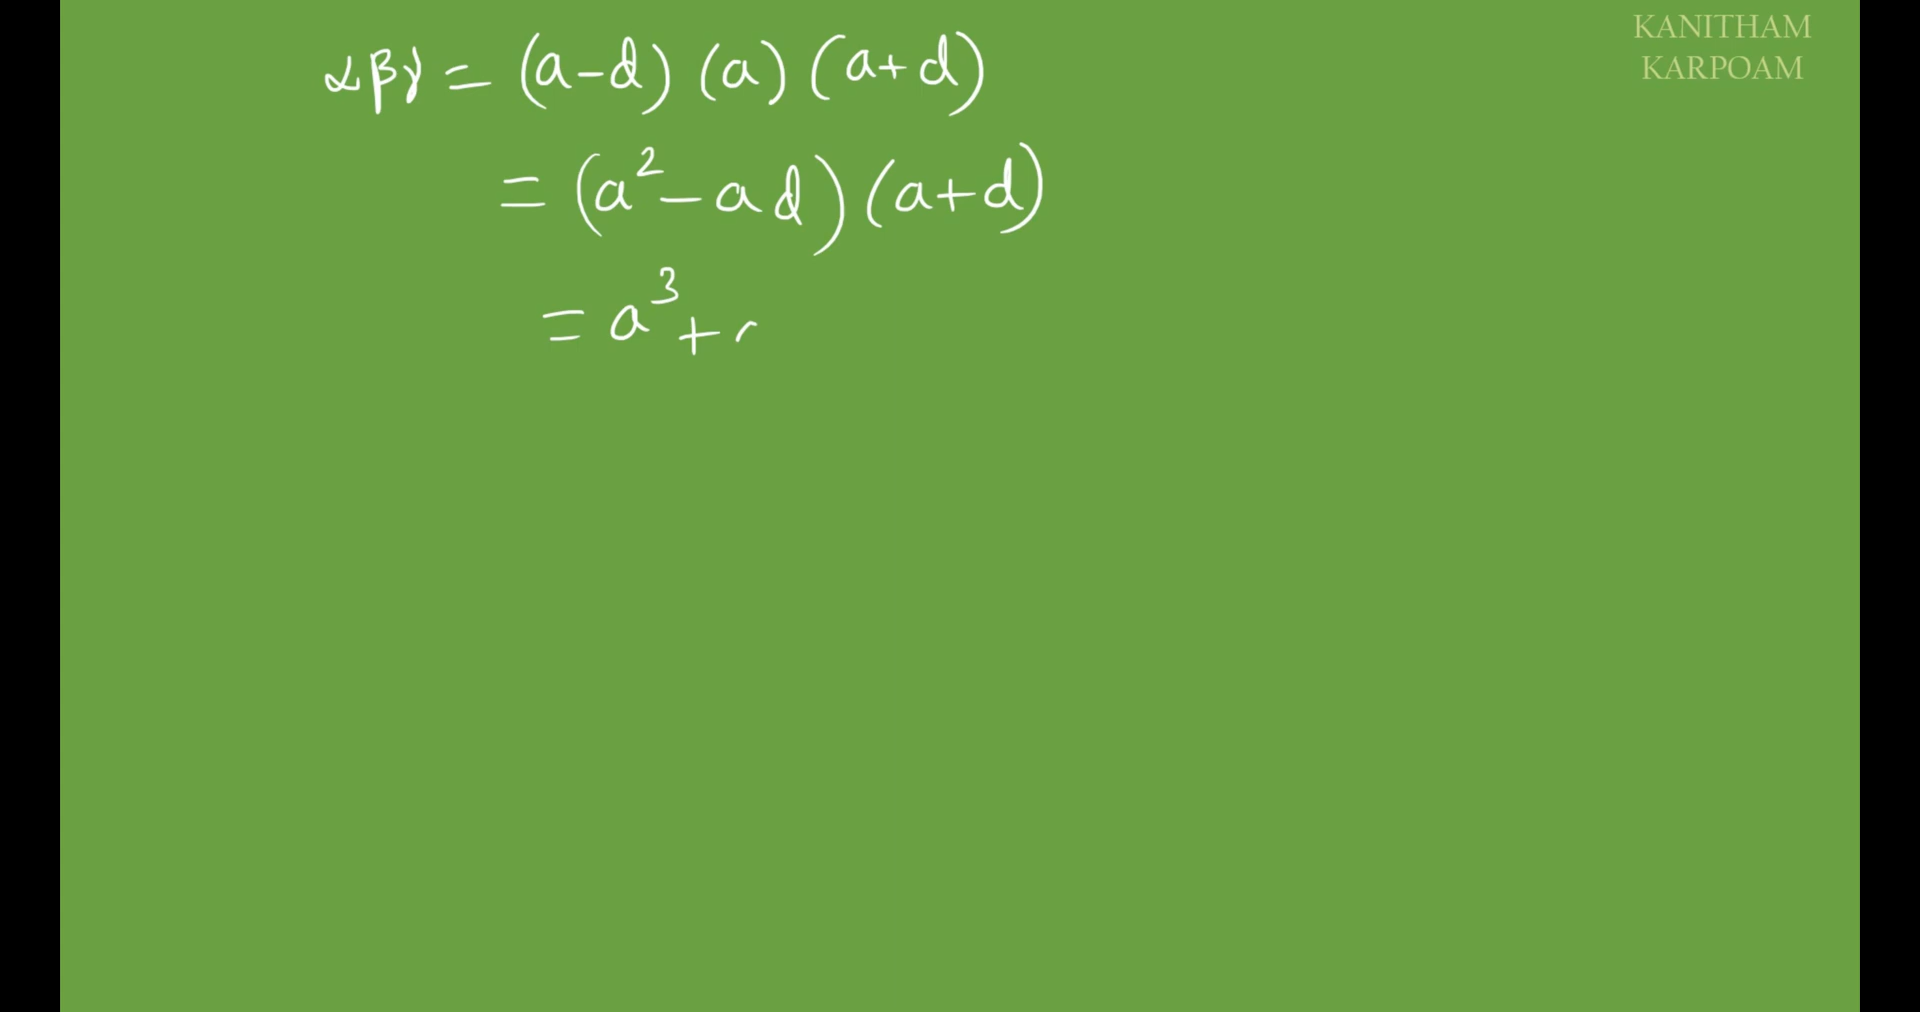 KANITHAM
KARPOAM
αβγ = (a-d) (a) (a+d)
= (a² - ad) (a+d)
= a³ +